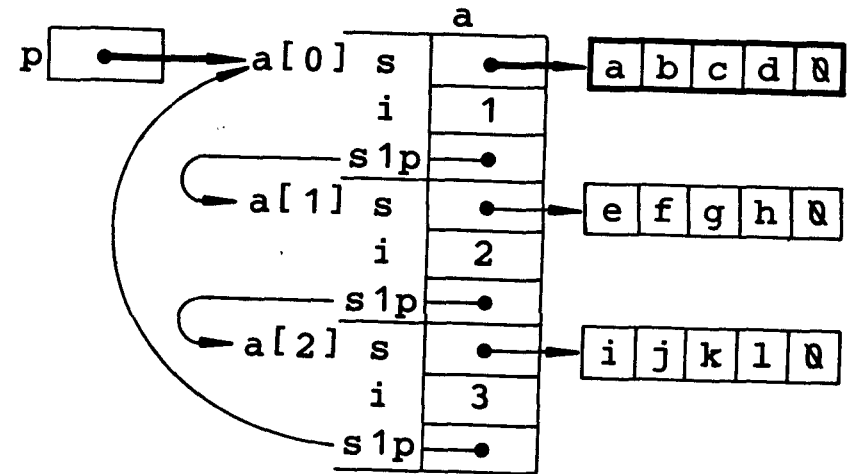 a
p a[0] s a b c d \0
i 1
s1p
a[1] s e f g h \0
i 2
s1p
a[2] s i j k l \0
i 3
s1p